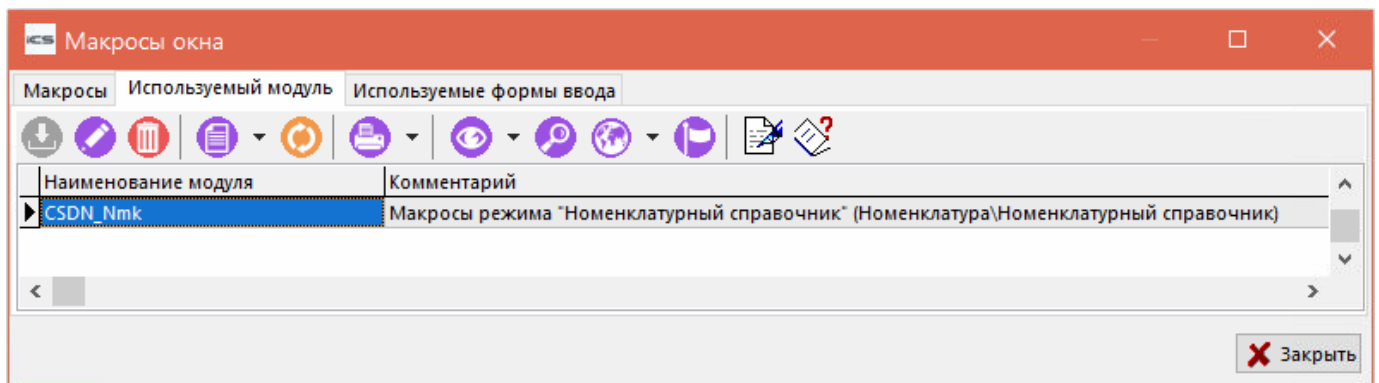 iCS Макросы окна
Макросы Используемый модуль Используемые формы ввода
Наименование модуля Комментарий
CSDN_Nmk Макросы режима "Номенклатурный справочник" (Номенклатура\Номенклатурный справочник)
Закрыть